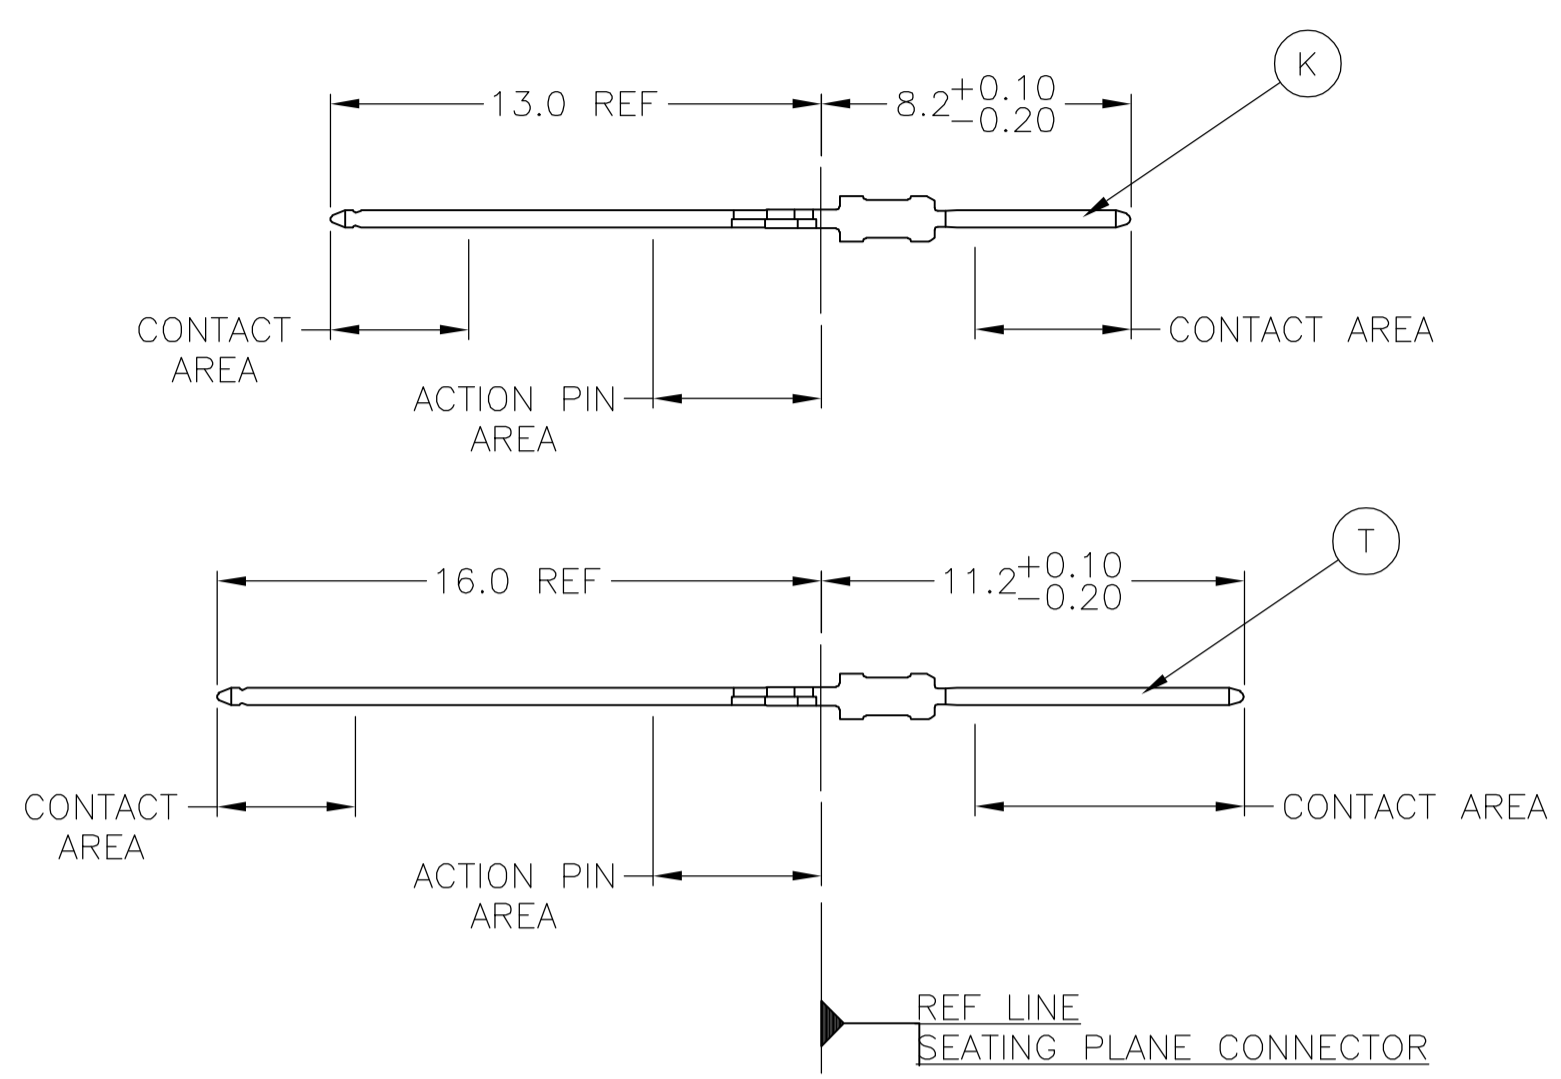 K
13.0 REF
8.2 +0.10
-0.20
CONTACT
AREA
CONTACT AREA
ACTION PIN
AREA
T
16.0 REF
11.2 +0.10
-0.20
CONTACT
AREA
CONTACT AREA
ACTION PIN
AREA
REF LINE
SEATING PLANE CONNECTOR